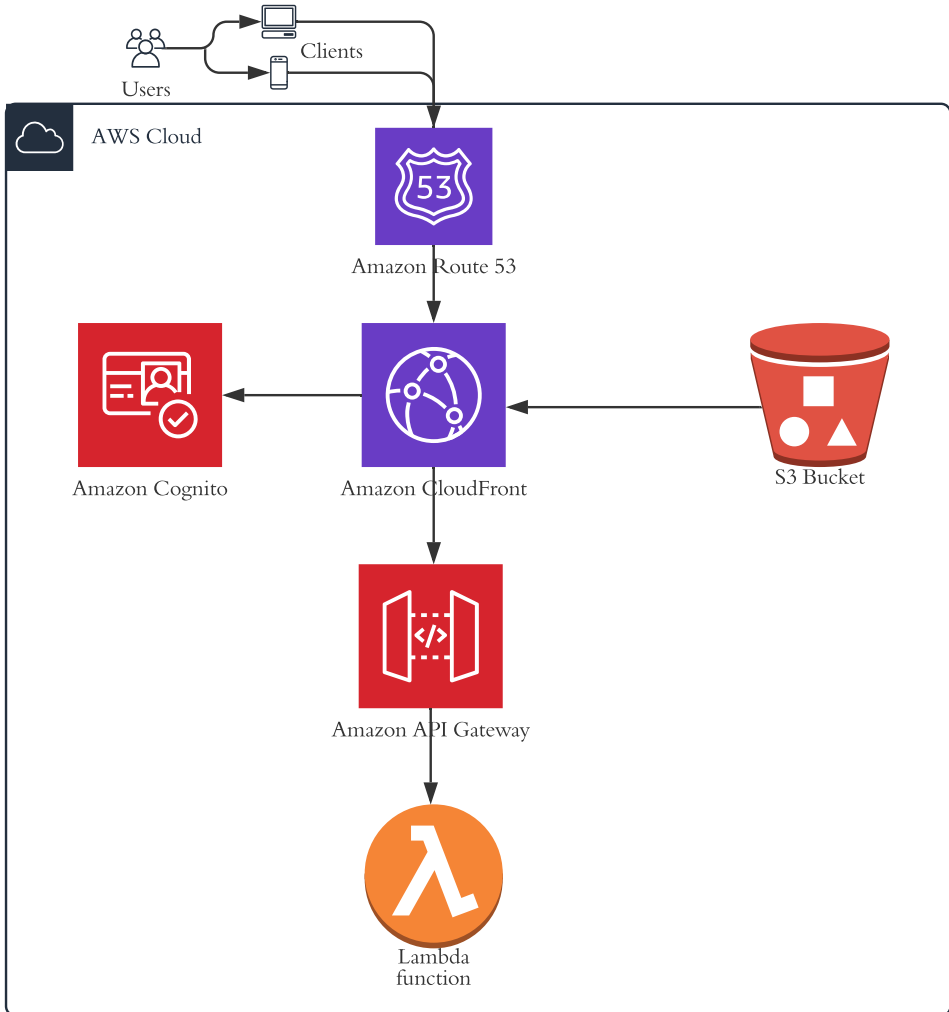 Clients
Users
AWS Cloud
53
Amazon Route 53
Amazon Cognito
Amazon CloudFront
S3 Bucket
</>
Amazon API Gateway
λ
Lambda
function